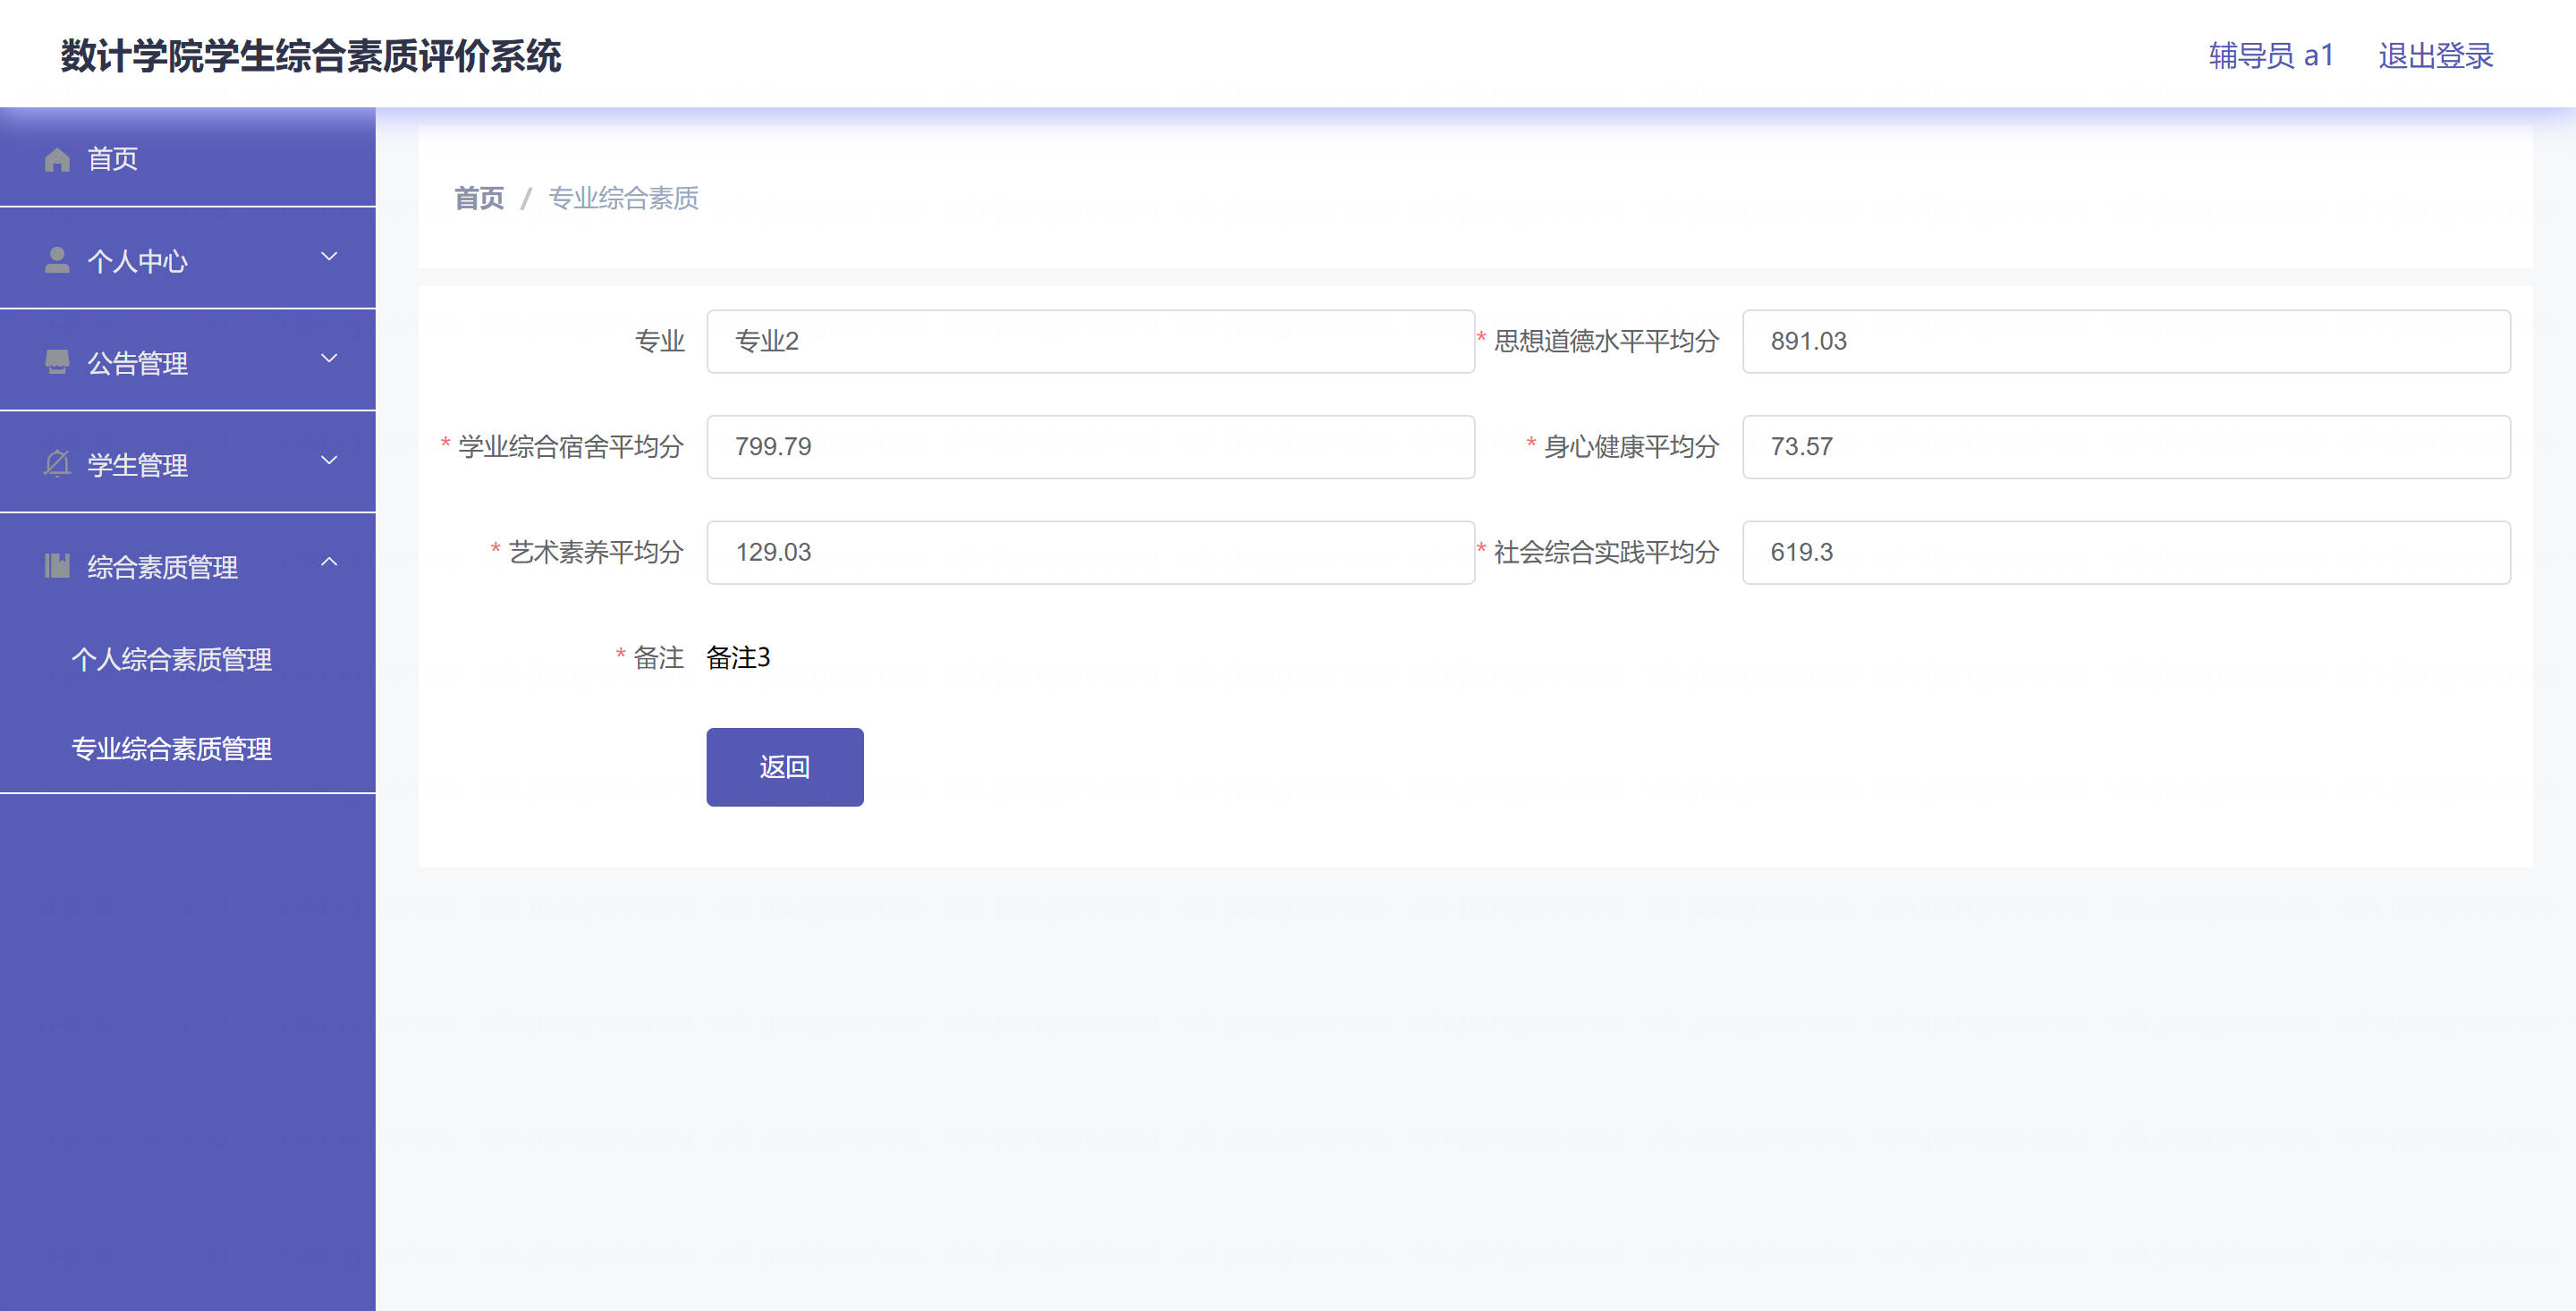 数计学院学生综合素质评价系统
辅导员 a1 退出登录
首页
个人中心
公告管理
学生管理
综合素质管理
个人综合素质管理
专业综合素质管理
首页 / 专业综合素质
专业 专业2 * 思想道德水平平均分 891.03
* 学业综合宿舍平均分 799.79 * 身心健康平均分 73.57
* 艺术素养平均分 129.03 * 社会综合实践平均分 619.3
* 备注 备注3
返回